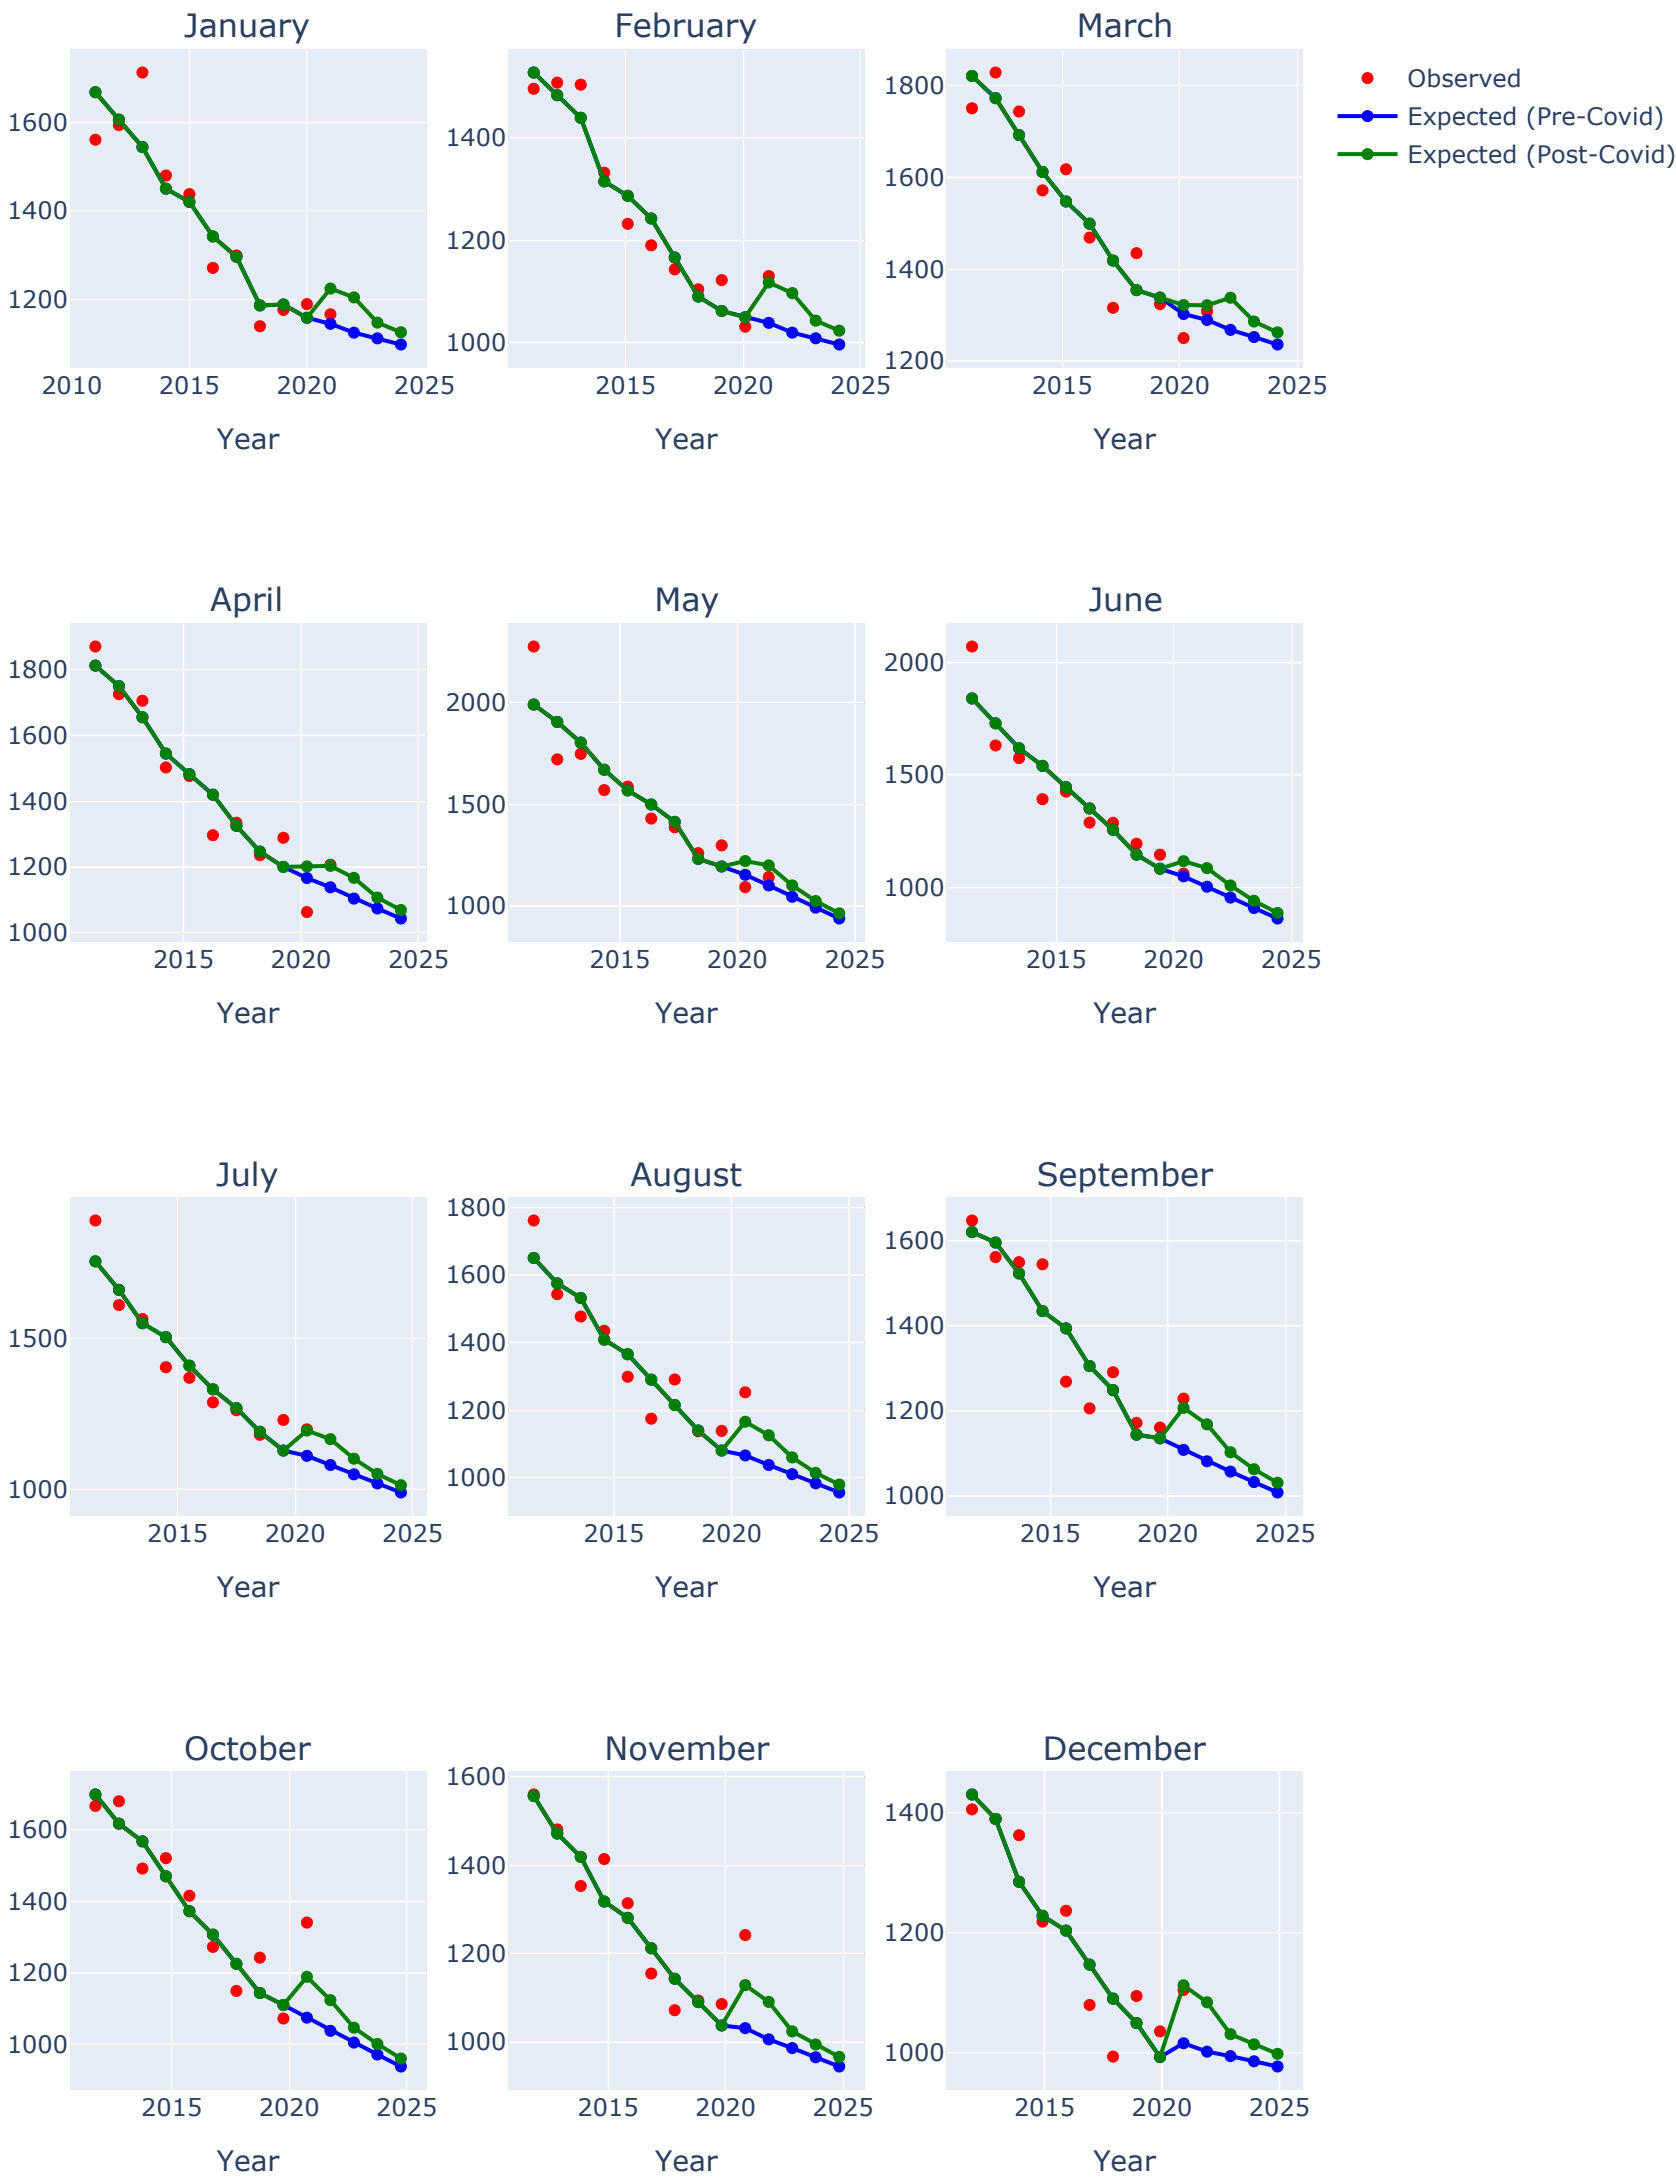 January February March
Observed
Expected (Pre-Covid)
Expected (Post-Covid)
1600
1400
1200
2010 2015 2020 2025
Year
1400
1200
1000
2015 2020 2025
Year
1800
1600
1400
1200
2015 2020 2025
Year
April May June
1800
1600
1400
1200
1000
2015 2020 2025
Year
2000
1500
1000
2015 2020 2025
Year
2000
1500
1000
2015 2020 2025
Year
July August September
1500
1000
2015 2020 2025
Year
1800
1600
1400
1200
1000
2015 2020 2025
Year
1600
1400
1200
1000
2015 2020 2025
Year
October November December
1600
1400
1200
1000
2015 2020 2025
Year
1600
1400
1200
1000
2015 2020 2025
Year
1400
1200
1000
2015 2020 2025
Year